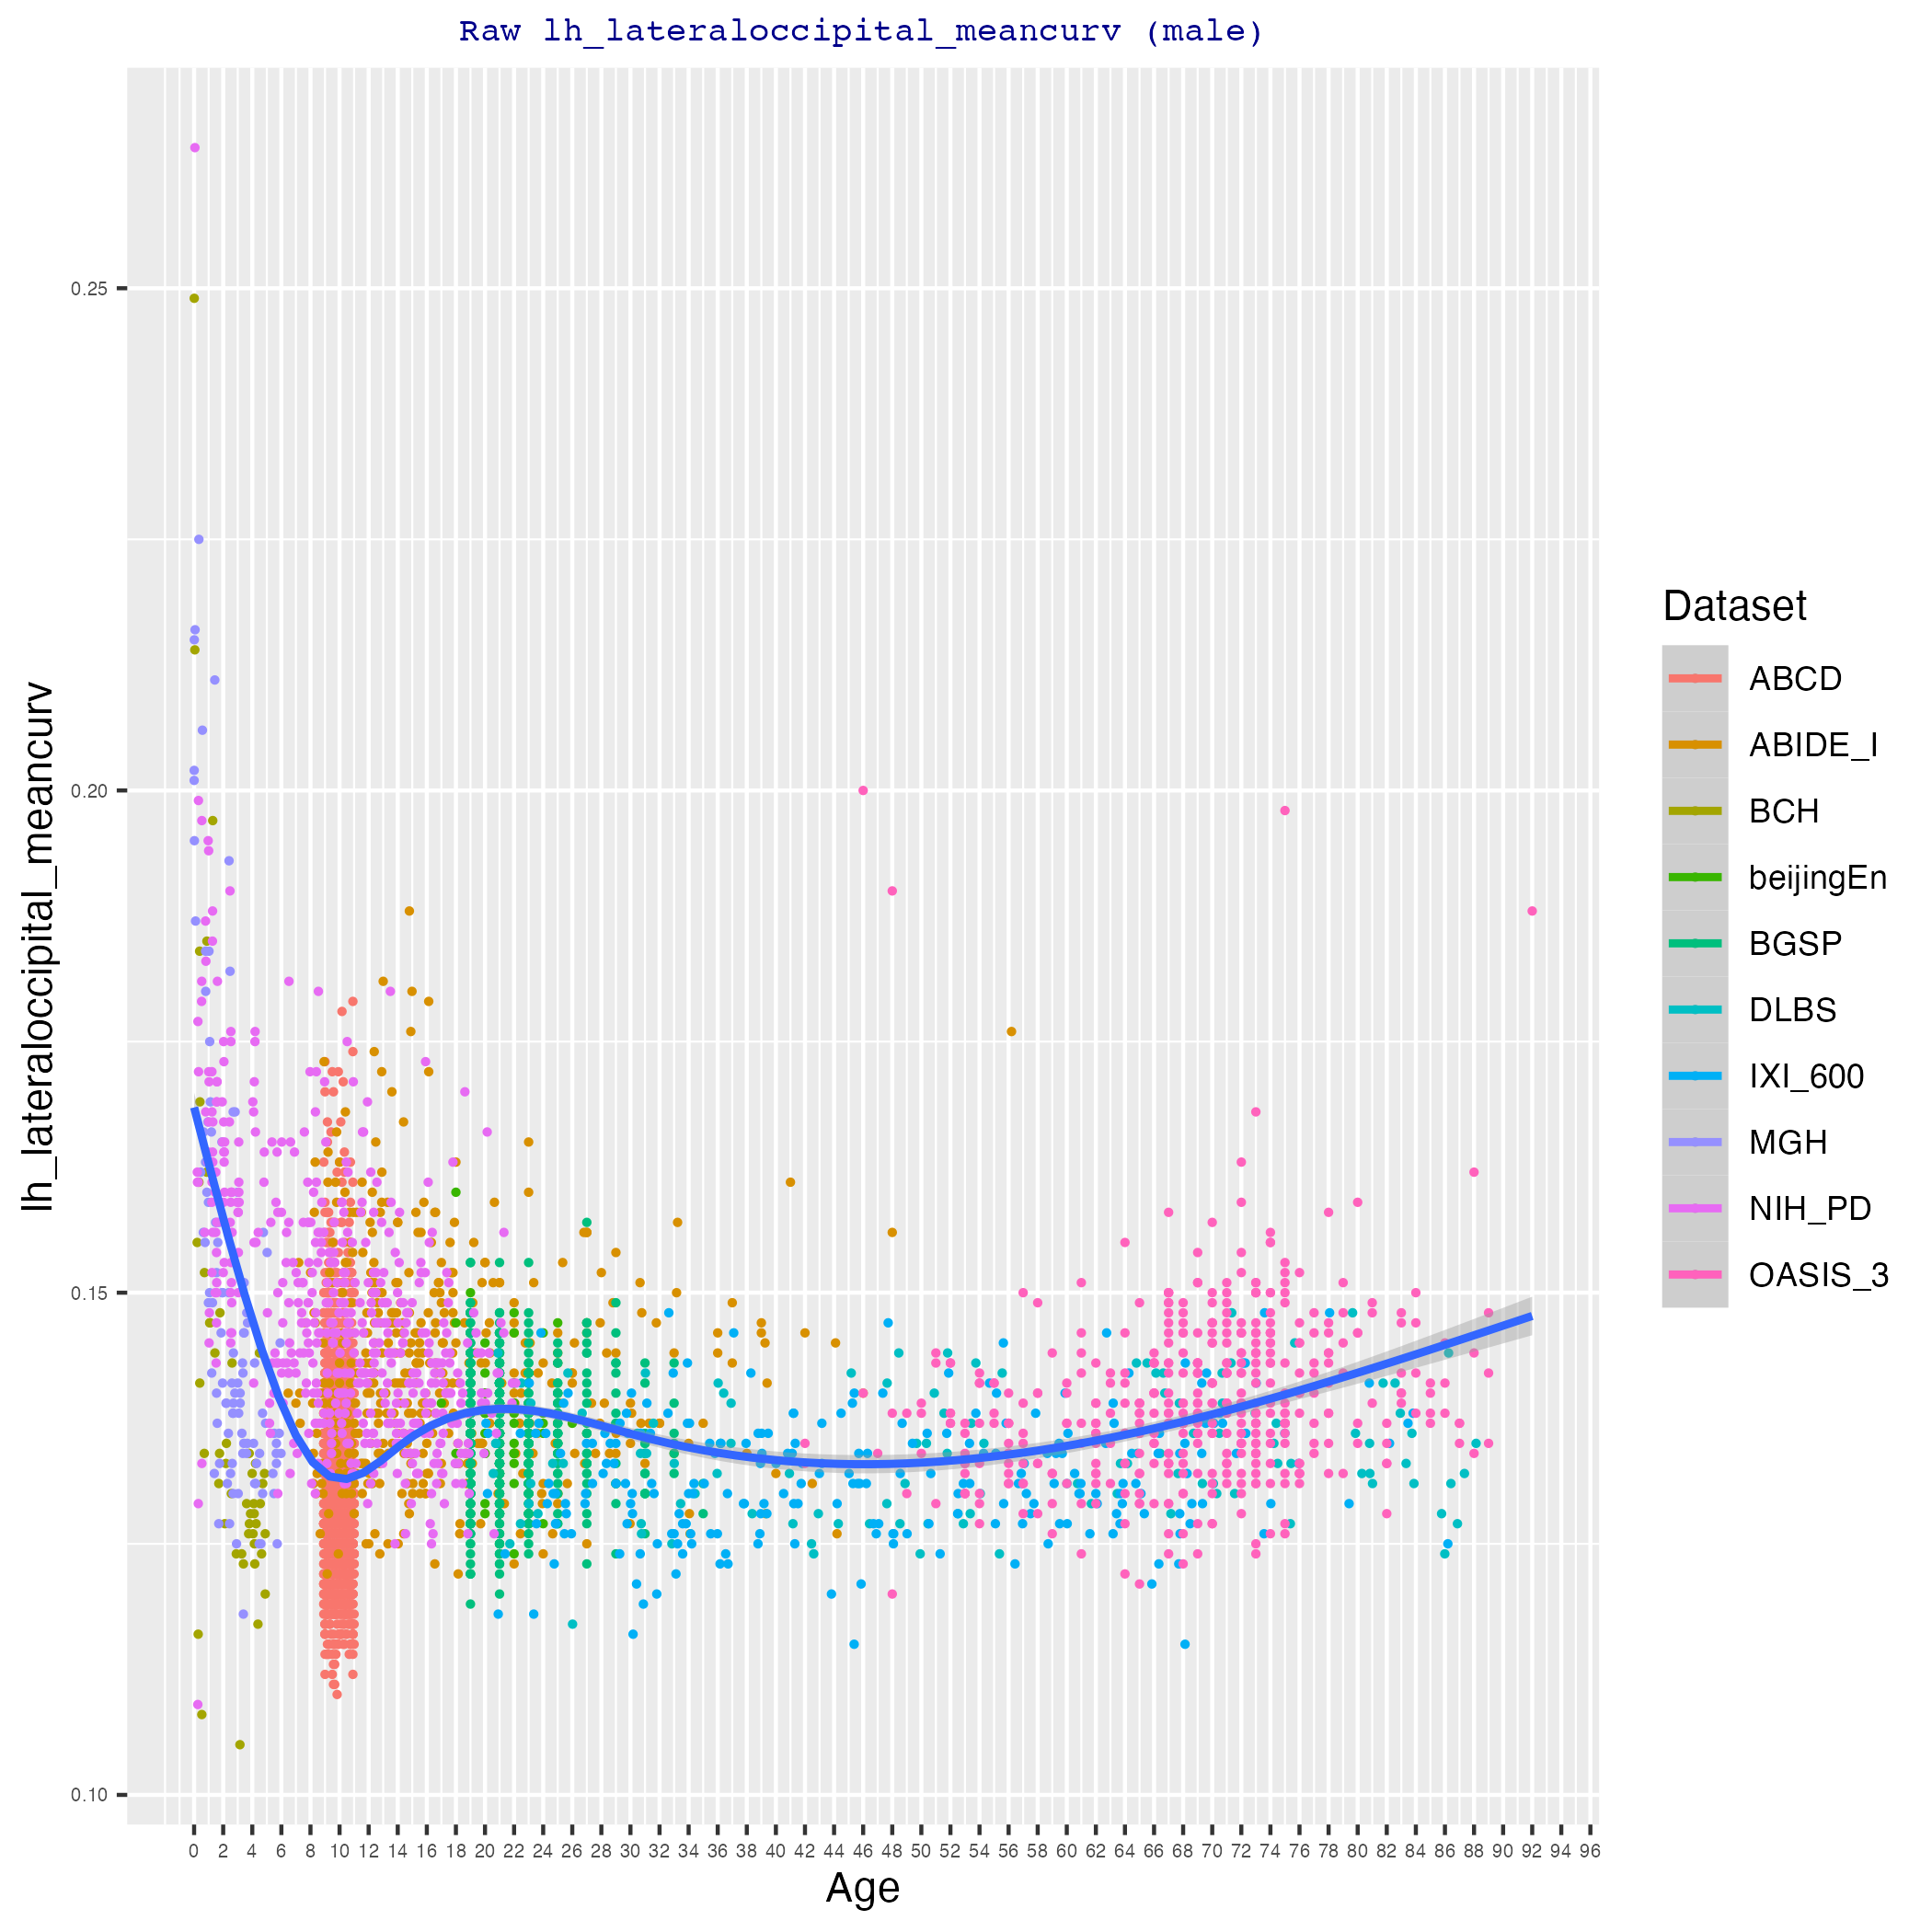 Raw lh_lateraloccipital_meancurv (male)
lh_lateraloccipital_meancurv
0.25
0.20
0.15
0.10
0 2 4 6 8 10 12 14 16 18 20 22 24 26 28 30 32 34 36 38 40 42 44 46 48 50 52 54 56 58 60 62 64 66 68 70 72 74 76 78 80 82 84 86 88 90 92 94 96
Age
Dataset
ABCD
ABIDE_I
BCH
beijingEn
BGSP
DLBS
IXI_600
MGH
NIH_PD
OASIS_3